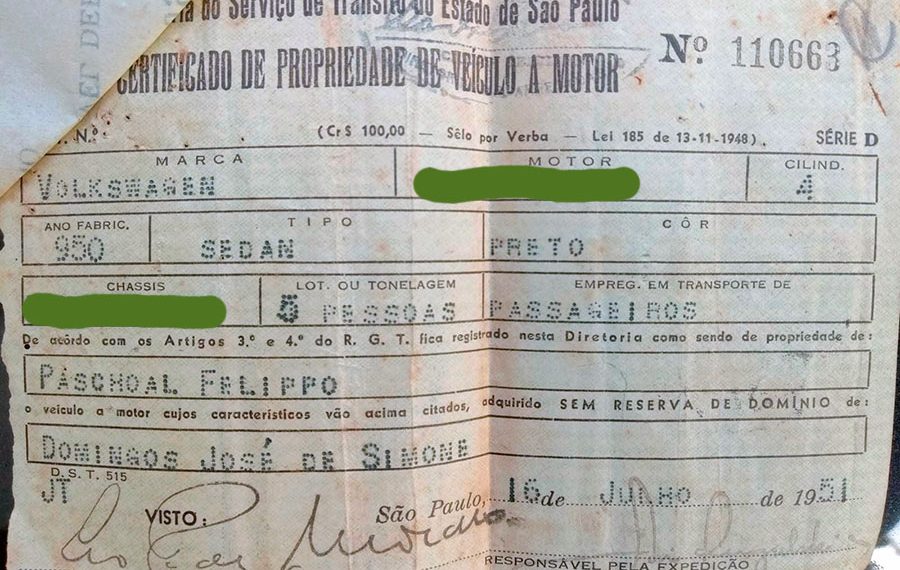 do Serviço de Trânsito do Estado de São Paulo
CERTIFICADO DE PROPRIEDADE DE VEÍCULO A MOTOR
Nº 110663
N.º (Cr$ 100,00 — Sêlo por Verba — Lei 185 de 13-11-1948). SÉRIE D
MARCA MOTOR CILIND.
VOLKSWAGEN 4
ANO FABRIC. TIPO CÔR
950 SEDAN PRETO
CHASSIS LOT. OU TONELAGEM EMPREG. EM TRANSPORTE DE
5 PESSOAS PASSAGEIROS
De acôrdo com os Artigos 3.º e 4.º do R. G. T. fica registrado nesta Diretoria como sendo de propriedade de:
PASCHOAL FELIPPO
o veiculo a motor cujos caracteristicos vão acima citados, adquirido SEM RESERVA DE DOMÍNIO de:
DOMINGOS JOSÉ DE SIMONE
D. S. T. 515
JT
VISTO: São Paulo, 16 de JUNHO de 1951
RESPONSÁVEL PELA EXPEDIÇÃO